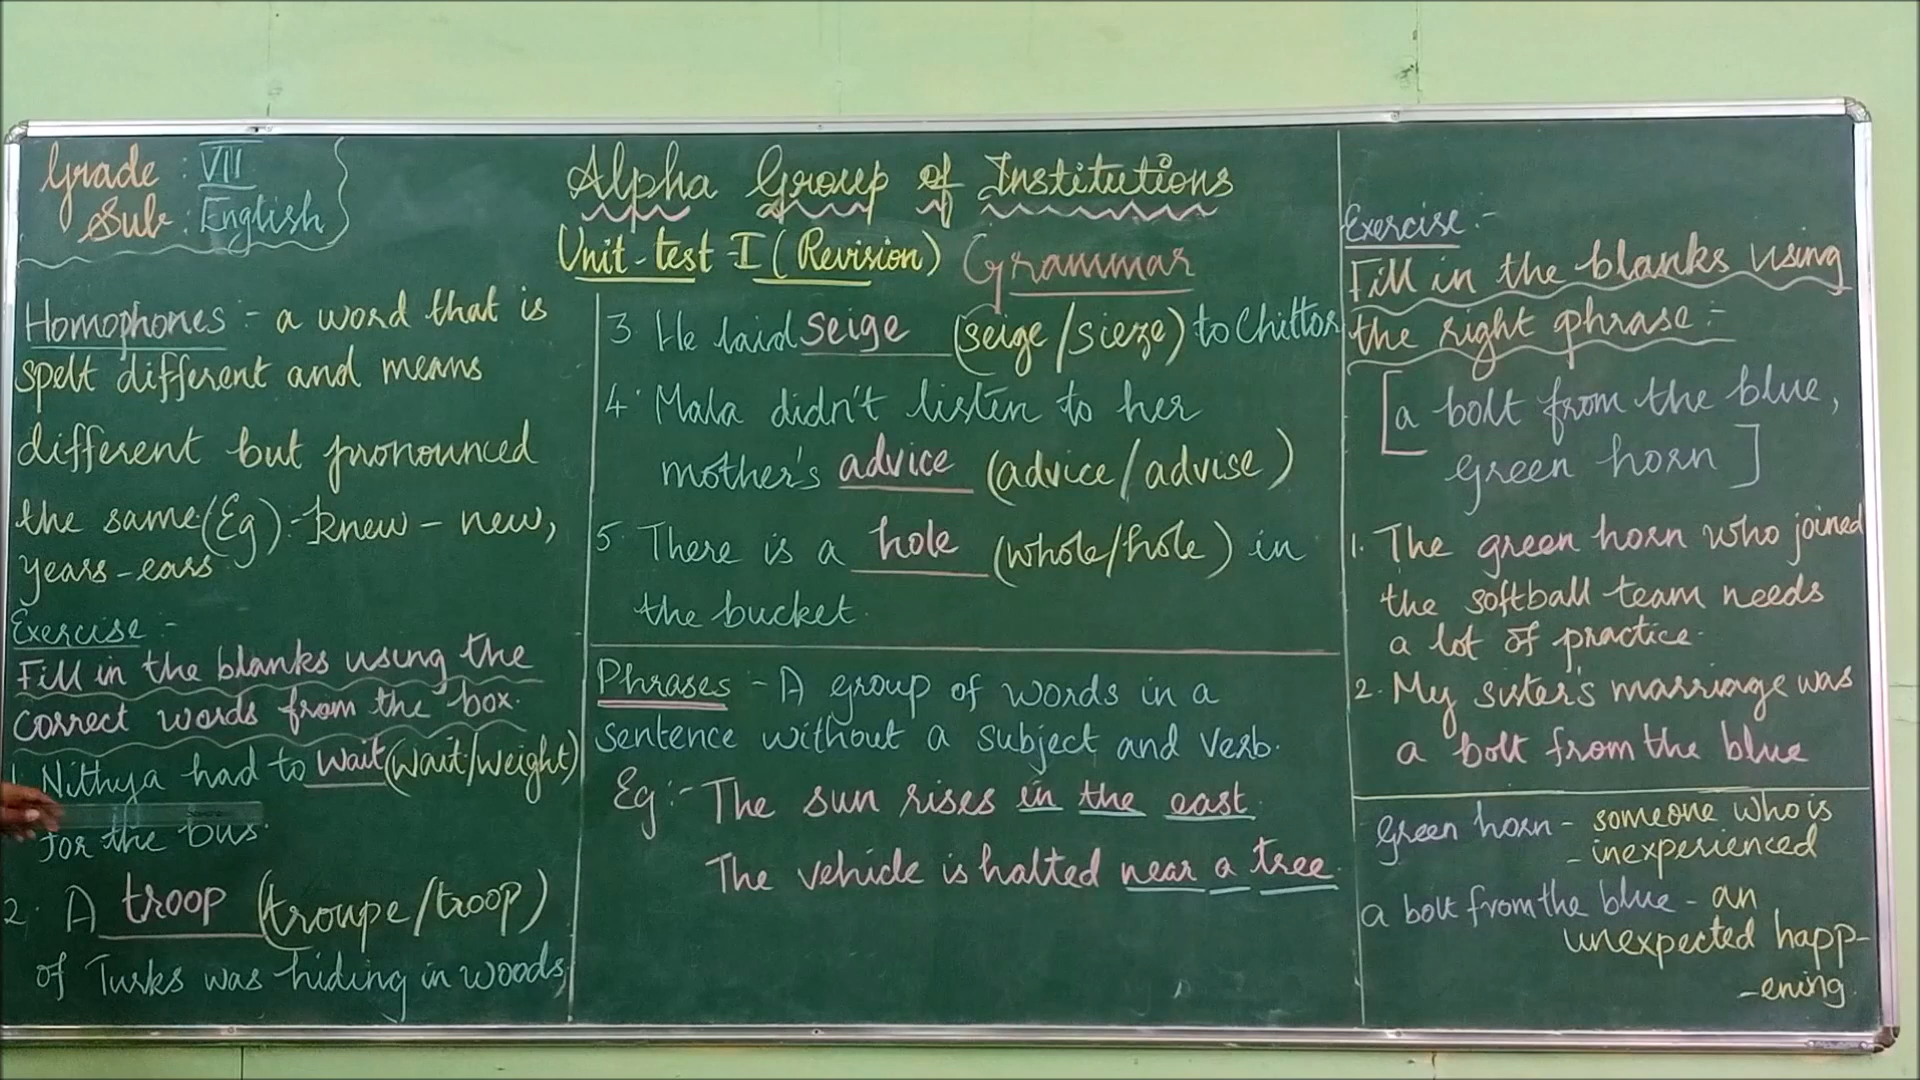 Grade : VII
Sub : English
Alpha Group of Institutions
Unit-test-I (Revision) Grammar
Homophones :- a word that is
spelt different and means
different but pronounced
the same (Eg) :- knew - new,
years - ears
Exercise :-
Fill in the blanks using the
correct words from the box.
1. Nithya had to wait (wait/weight)
for the bus.
2. A troop (troupe/troop)
of Turks was hiding in woods
3. He laid seige (seige/sieze) to Chittor
4. Mala didn't listen to her
mother's advice (advice/advise)
5. There is a hole (whole/hole) in
the bucket.
Phrases - A group of words in a
sentence without a subject and verb.
Eg :- The sun rises in the east.
The vehicle is halted near a tree.
Exercise :-
Fill in the blanks using
the right phrase :-
[a bolt from the blue,
green horn]
1. The green horn who joined
the softball team needs
a lot of practice.
2. My sister's marriage was
a bolt from the blue
Green horn - someone who is
- inexperienced
a bolt from the blue - an
unexpected happ-
-ening.